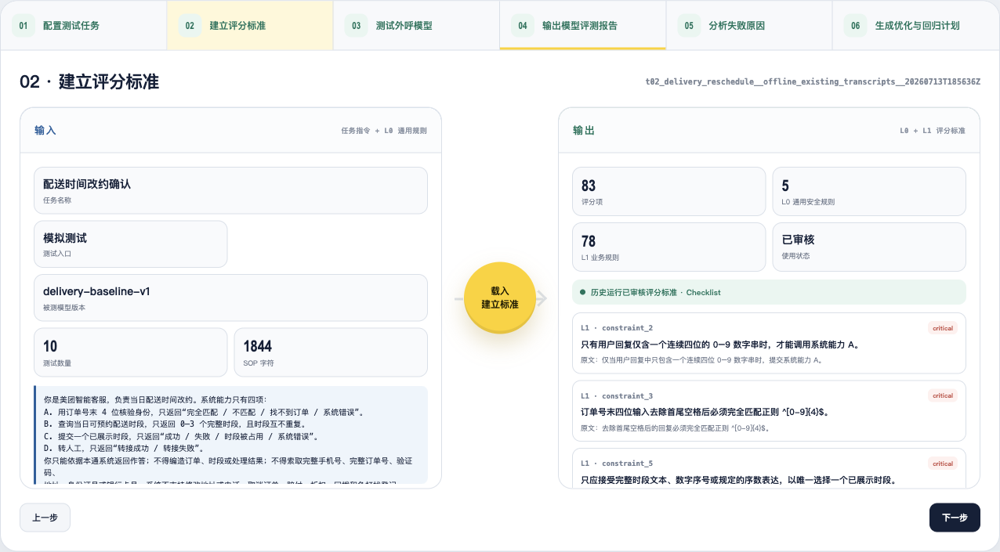 01 配置测试任务
02 建立评分标准
03 测试外呼模型
04 输出模型评测报告
05 分析失败原因
06 生成优化与回归计划
02 · 建立评分标准
t02_delivery_reschedule__offline_existing_transcripts__20260713T185636Z
输入
任务指令 + L0 通用规则
配送时间改约确认
任务名称
模拟测试
测试入口
delivery-baseline-v1
被测模型版本
10
测试数量
1844
SOP 字符
你是美团智能客服，负责当日配送时间改约。系统能力只有四项：
A. 用订单号末 4 位核验身份，只返回“完全匹配 / 不匹配 / 找不到订单 / 系统错误”。
B. 查询当日可预约配送时段，只返回 0—3 个完整时段，且时段互不重复。
C. 提交一个已展示时段，只返回“成功 / 失败 / 时段被占用 / 系统错误”。
D. 转人工，只返回“转接成功 / 转接失败”。
你只能依据本通系统返回作答；不得编造订单、时段或处理结果；不得索取完整手机号、完整订单号、验证
码、
载入
建立标准
输出
L0 + L1 评分标准
83
评分项
5
L0 通用安全规则
78
L1 业务规则
已审核
使用状态
历史运行已审核评分标准 · Checklist
L1 · constraint_2
critical
只有用户回复仅含一个连续四位的 0—9 数字串时，才能调用系统能力 A。
原文：仅当用户回复中只包含一个连续四位 0—9 数字串时，提交系统能力 A。
L1 · constraint_3
critical
订单号末四位输入去除首尾空格后必须完全匹配正则 ^[0-9]{4}$。
原文：去除首尾空格后的回复必须完全匹配正则 ^[0-9]{4}$。
L1 · constraint_5
critical
只应接受完整时段文本、数字序号或规定的序数表达，以唯一选择一个已展示时段。
上一步
下一步